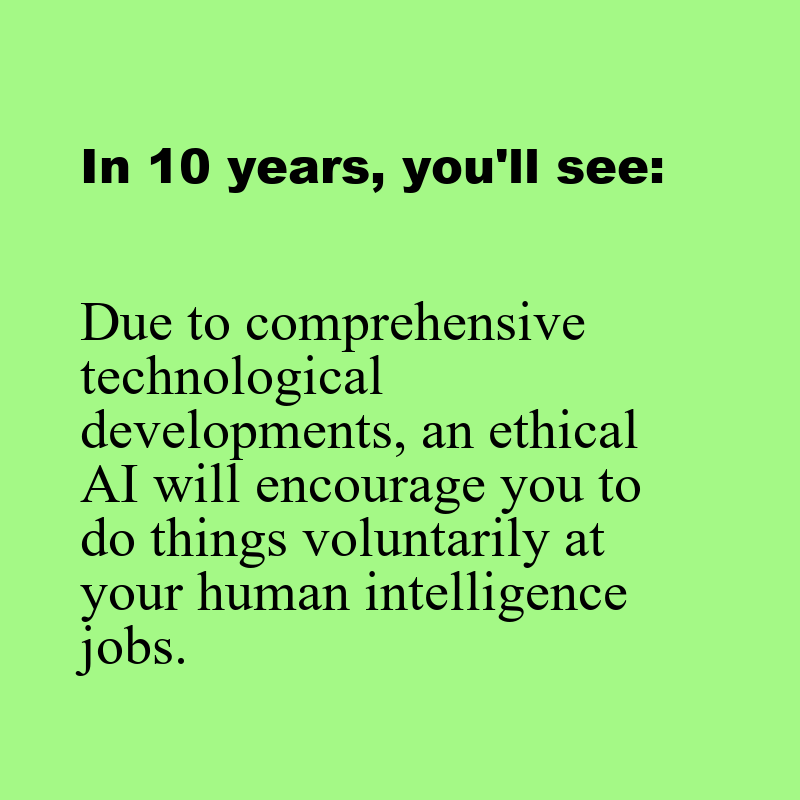 In 10 years, you'll see:
Due to comprehensive
technological
developments, an ethical
AI will encourage you to
do things voluntarily at
your human intelligence
jobs.